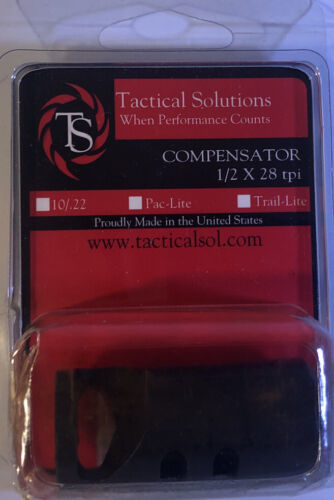 TS
Tactical Solutions
When Performance Counts
COMPENSATOR
1/2 X 28 tpi
10/.22 Pac-Lite Trail-Lite
Proudly Made in the United States
www.tacticalsol.com